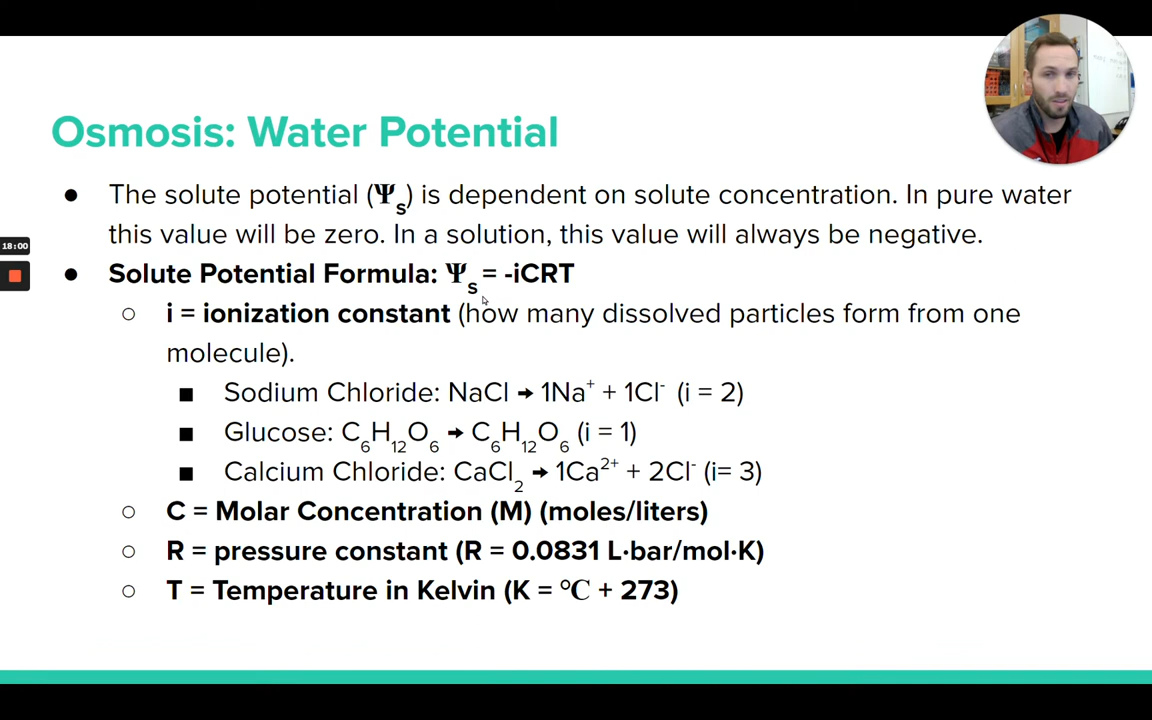 Osmosis: Water Potential
● The solute potential (Ψs) is dependent on solute concentration. In pure water
this value will be zero. In a solution, this value will always be negative.
18:00
● Solute Potential Formula: Ψs = -iCRT
○ i = ionization constant (how many dissolved particles form from one
molecule).
■ Sodium Chloride: NaCl → 1Na⁺ + 1Cl⁻ (i = 2)
■ Glucose: C₆H₁₂O₆ → C₆H₁₂O₆ (i = 1)
■ Calcium Chloride: CaCl₂ → 1Ca²⁺ + 2Cl⁻ (i= 3)
○ C = Molar Concentration (M) (moles/liters)
○ R = pressure constant (R = 0.0831 L·bar/mol·K)
○ T = Temperature in Kelvin (K = °C + 273)